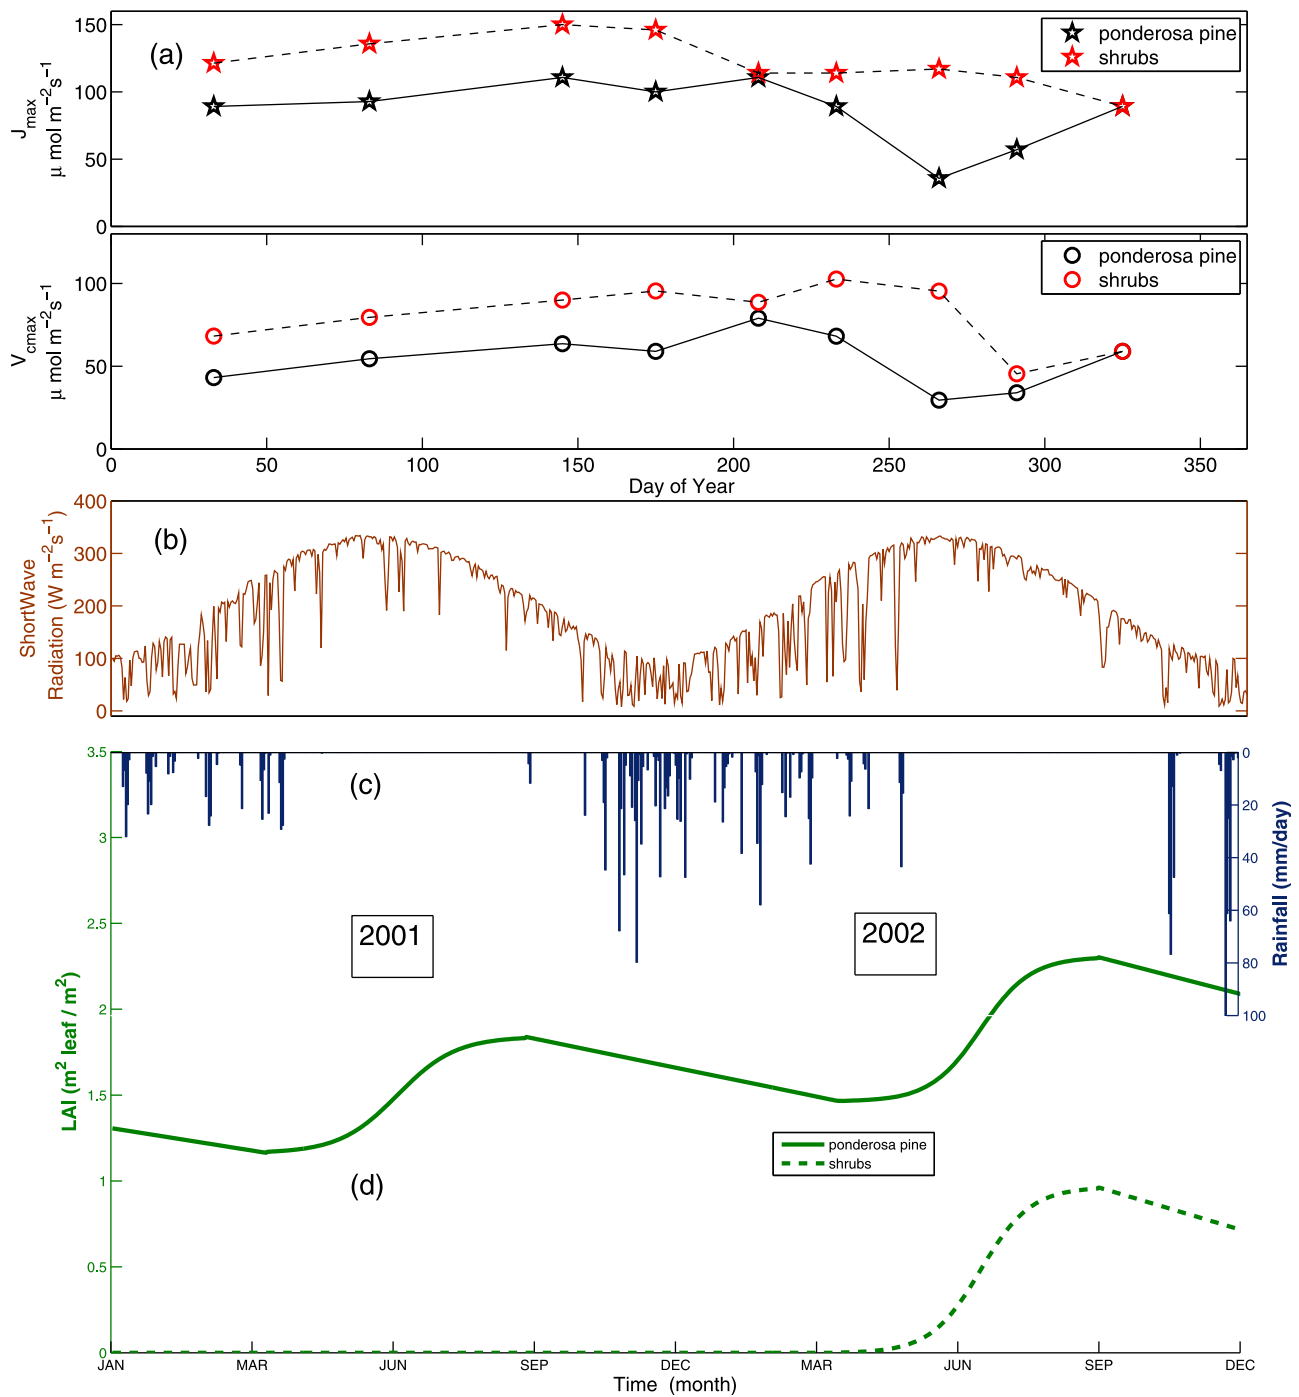 (a)
150
100
50
0
J_max
μ mol m⁻²s⁻¹
ponderosa pine
shrubs
100
50
0
V_cmax
μ mol m⁻²s⁻¹
ponderosa pine
shrubs
0 50 100 150 200 250 300 350
Day of Year
(b)
400
300
200
100
0
ShortWave
Radiation (W m⁻²s⁻¹)
(c)
3.5
3
2.5
2
1.5
1
0.5
0
LAI (m² leaf / m²)
0
20
40
60
80
100
Rainfall (mm/day)
2001
2002
ponderosa pine
shrubs
(d)
JAN MAR JUN SEP DEC MAR JUN SEP DEC
Time (month)